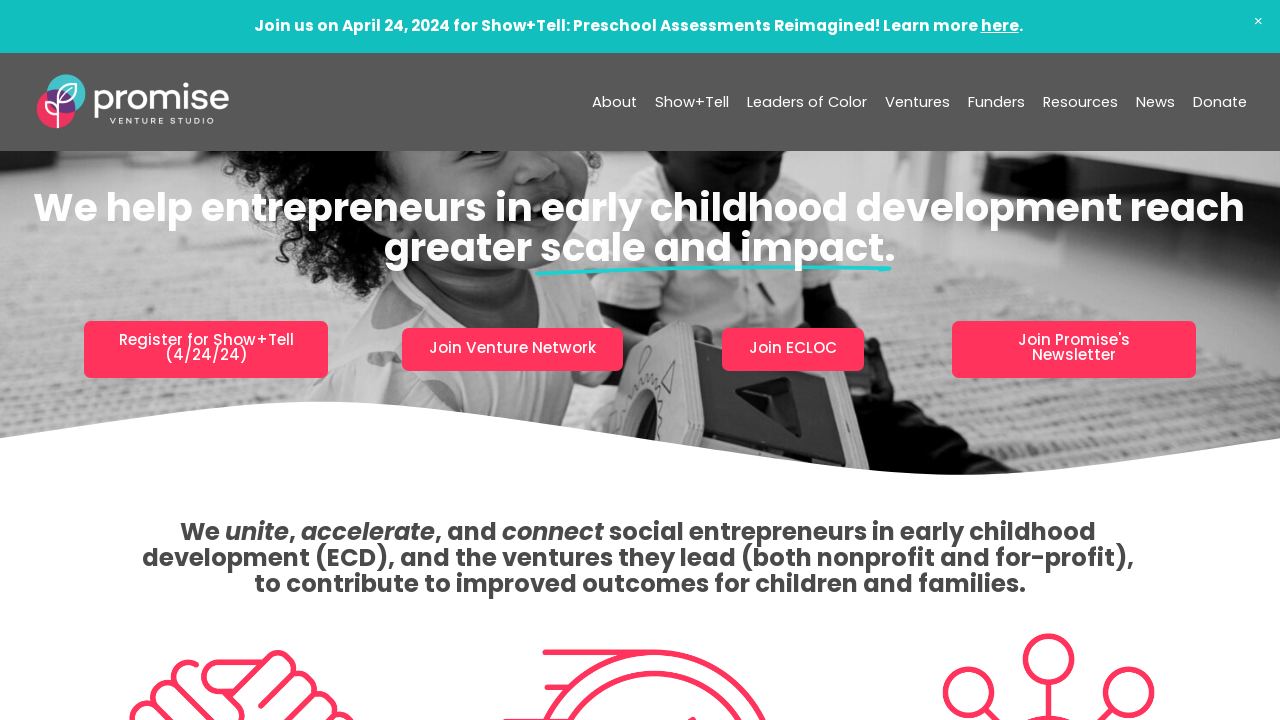 Join us on April 24, 2024 for Show+Tell: Preschool Assessments Reimagined! Learn more here.
×
promise
VENTURE STUDIO
About Show+Tell Leaders of Color Ventures Funders Resources News Donate
We help entrepreneurs in early childhood development reach
greater scale and impact.
Register for Show+Tell
(4/24/24)
Join Venture Network
Join ECLOC
Join Promise's
Newsletter
We unite, accelerate, and connect social entrepreneurs in early childhood
development (ECD), and the ventures they lead (both nonprofit and for-profit),
to contribute to improved outcomes for children and families.